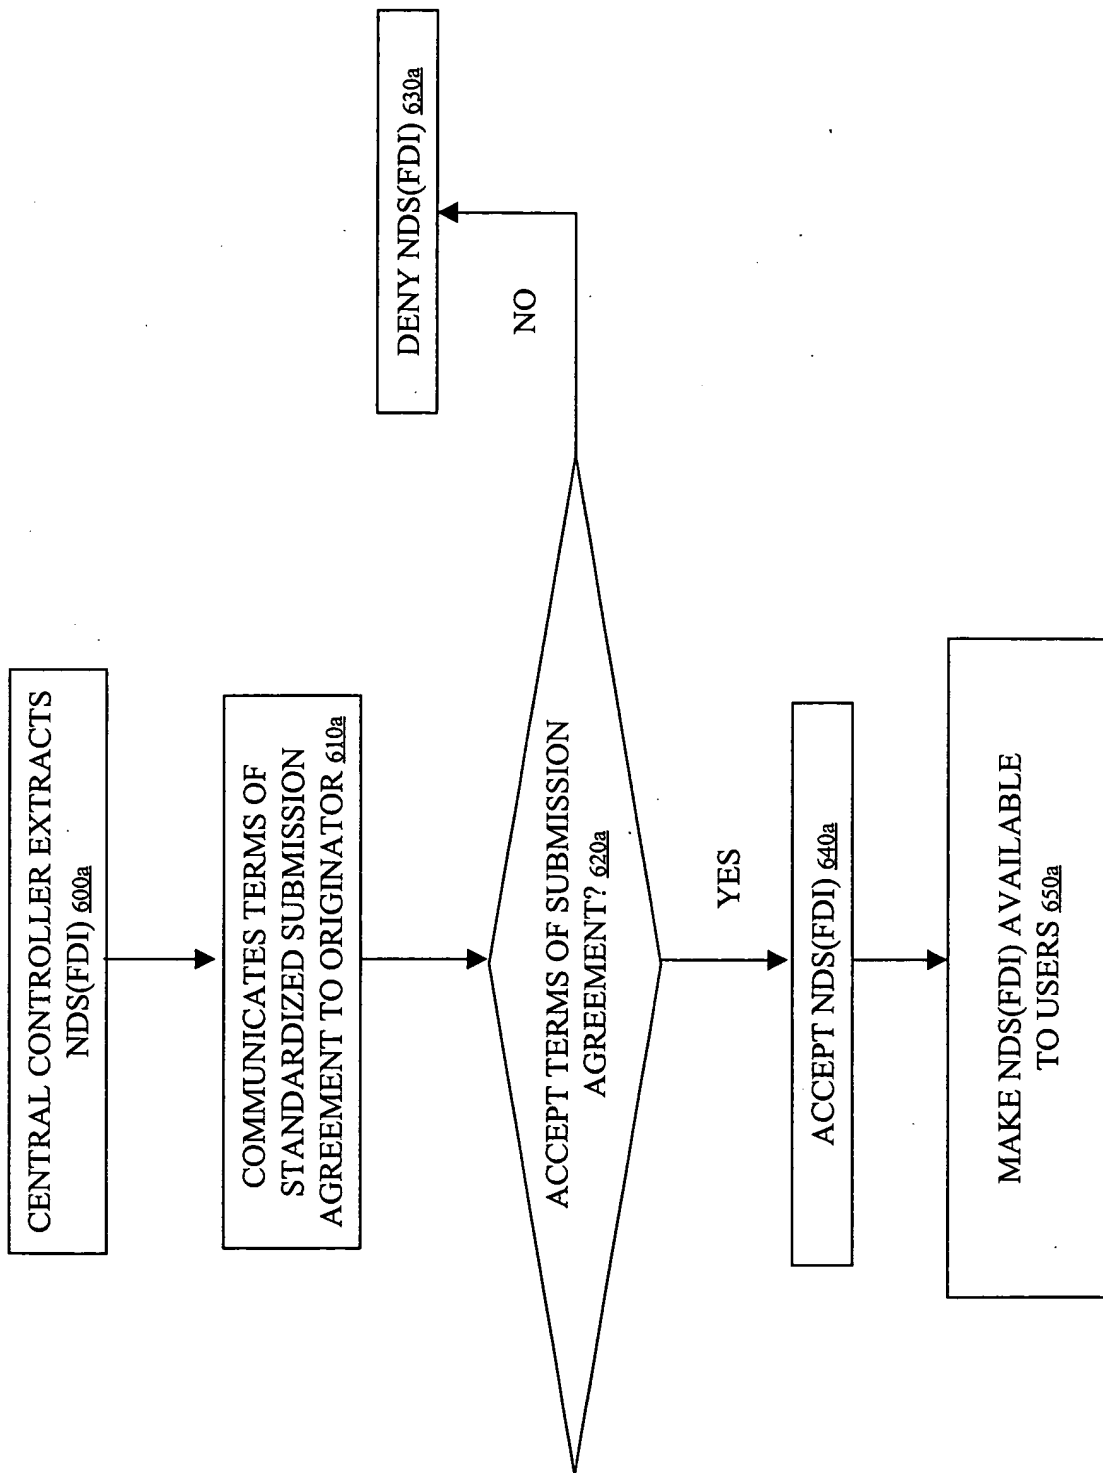 CENTRAL CONTROLLER EXTRACTS
NDS(FDI) 600a
COMMUNICATES TERMS OF
STANDARDIZED SUBMISSION
AGREEMENT TO ORIGINATOR 610a
ACCEPT TERMS OF SUBMISSION
AGREEMENT? 620a
NO
DENY NDS(FDI) 630a
YES
ACCEPT NDS(FDI) 640a
MAKE NDS(FDI) AVAILABLE
TO USERS 650a